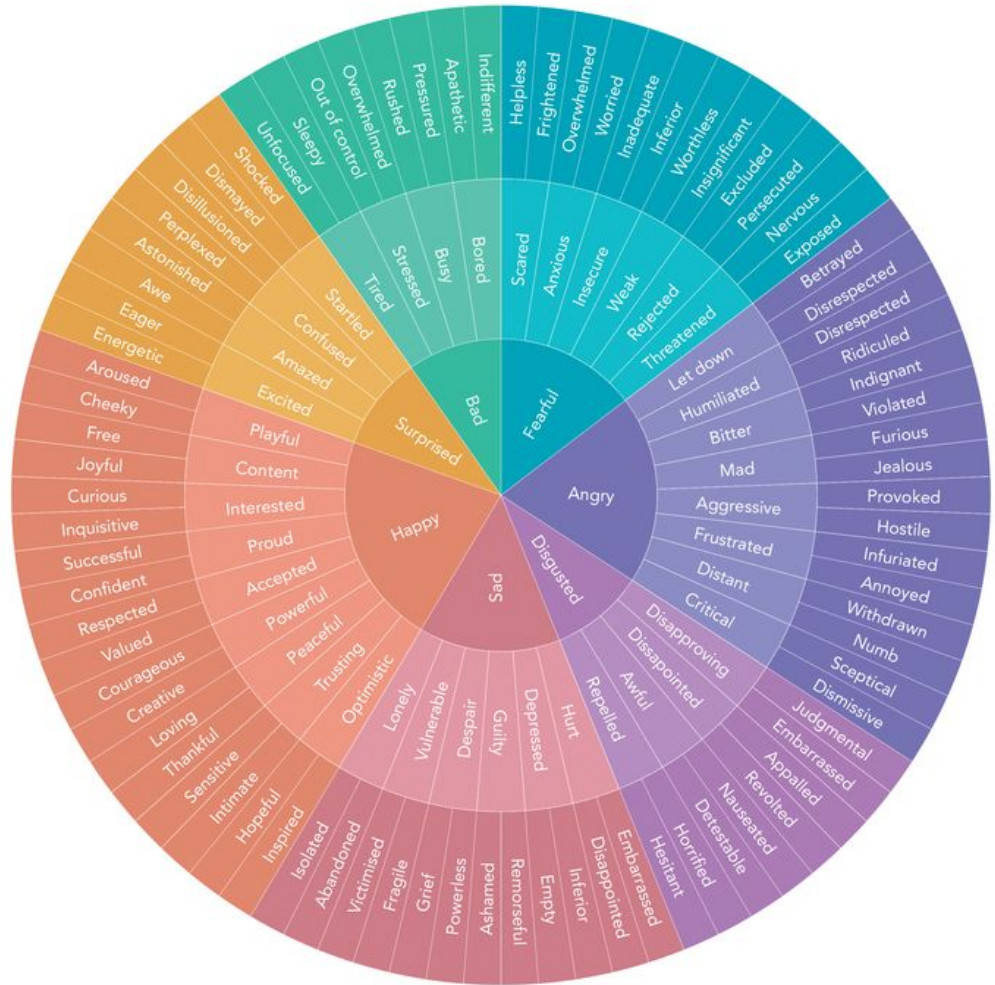 Fearful
Angry
Disgusted
Sad
Happy
Surprised
Bad
Scared
Anxious
Insecure
Weak
Rejected
Threatened
Let down
Humiliated
Bitter
Mad
Aggressive
Frustrated
Distant
Critical
Disapproving
Dissapointed
Awful
Repelled
Hurt
Depressed
Guilty
Despair
Vulnerable
Lonely
Optimistic
Trusting
Peaceful
Powerful
Accepted
Proud
Interested
Content
Playful
Excited
Amazed
Confused
Startled
Tired
Stressed
Busy
Bored
Helpless
Frightened
Overwhelmed
Worried
Inadequate
Inferior
Worthless
Insignificant
Excluded
Persecuted
Nervous
Exposed
Betrayed
Disrespected
Disrespected
Ridiculed
Indignant
Violated
Furious
Jealous
Provoked
Hostile
Infuriated
Annoyed
Withdrawn
Numb
Sceptical
Dismissive
Judgmental
Embarrassed
Appalled
Revolted
Nauseated
Detestable
Horrified
Hesitant
Embarrassed
Disappointed
Inferior
Empty
Remorseful
Ashamed
Powerless
Grief
Fragile
Victimised
Abandoned
Isolated
Inspired
Hopeful
Intimate
Sensitive
Thankful
Loving
Creative
Courageous
Valued
Respected
Confident
Successful
Inquisitive
Curious
Joyful
Free
Cheeky
Aroused
Energetic
Eager
Awe
Astonished
Perplexed
Disillusioned
Dismayed
Shocked
Unfocused
Sleepy
Out of control
Overwhelmed
Rushed
Pressured
Apathetic
Indifferent